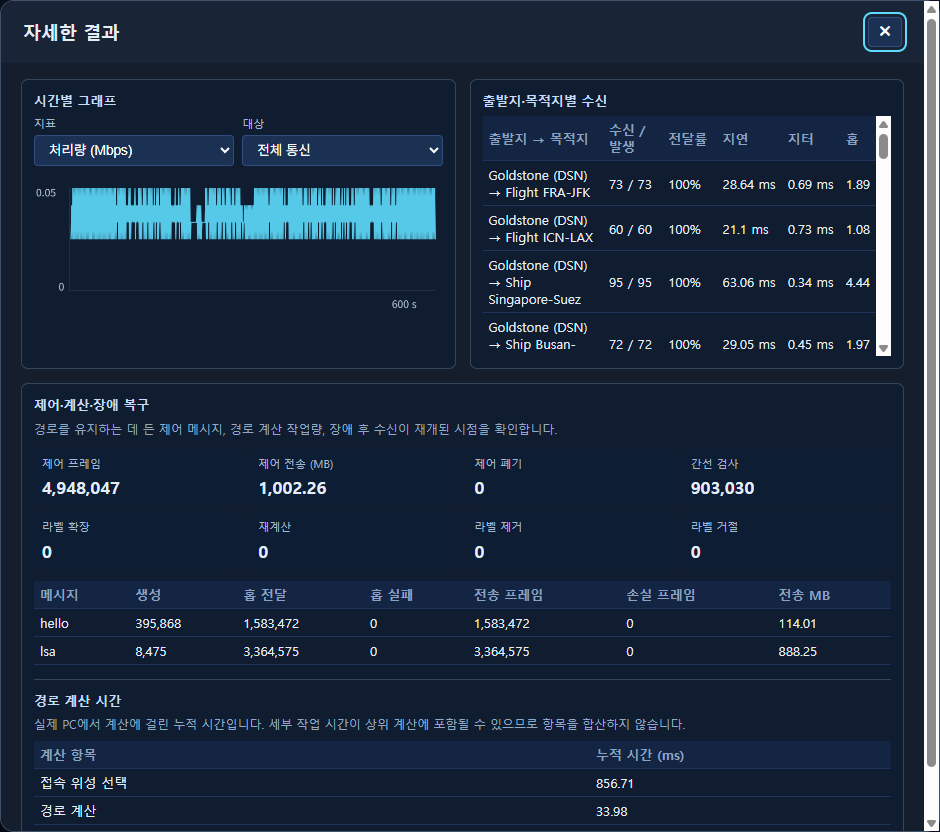 자세한 결과
×
시간별 그래프
지표
대상
처리량 (Mbps)
전체 통신
0.05
0
600 s
출발지·목적지별 수신
출발지 → 목적지 수신 / 발생 전달률 지연 지터 홉
Goldstone (DSN) → Flight FRA-JFK 73 / 73 100% 28.64 ms 0.69 ms 1.89
Goldstone (DSN) → Flight ICN-LAX 60 / 60 100% 21.1 ms 0.73 ms 1.08
Goldstone (DSN) → Ship Singapore-Suez 95 / 95 100% 63.06 ms 0.34 ms 4.44
Goldstone (DSN) → Ship Busan- 72 / 72 100% 29.05 ms 0.45 ms 1.97
제어·계산·장애 복구
경로를 유지하는 데 든 제어 메시지, 경로 계산 작업량, 장애 후 수신이 재개된 시점을 확인합니다.
제어 프레임 제어 전송 (MB) 제어 폐기 간선 검사
4,948,047 1,002.26 0 903,030
라벨 확장 재계산 라벨 제거 라벨 거절
0 0 0 0
메시지 생성 홉 전달 홉 실패 전송 프레임 손실 프레임 전송 MB
hello 395,868 1,583,472 0 1,583,472 0 114.01
lsa 8,475 3,364,575 0 3,364,575 0 888.25
경로 계산 시간
실제 PC에서 계산에 걸린 누적 시간입니다. 세부 작업 시간이 상위 계산에 포함될 수 있으므로 항목을 합산하지 않습니다.
계산 항목 누적 시간 (ms)
접속 위성 선택 856.71
경로 계산 33.98